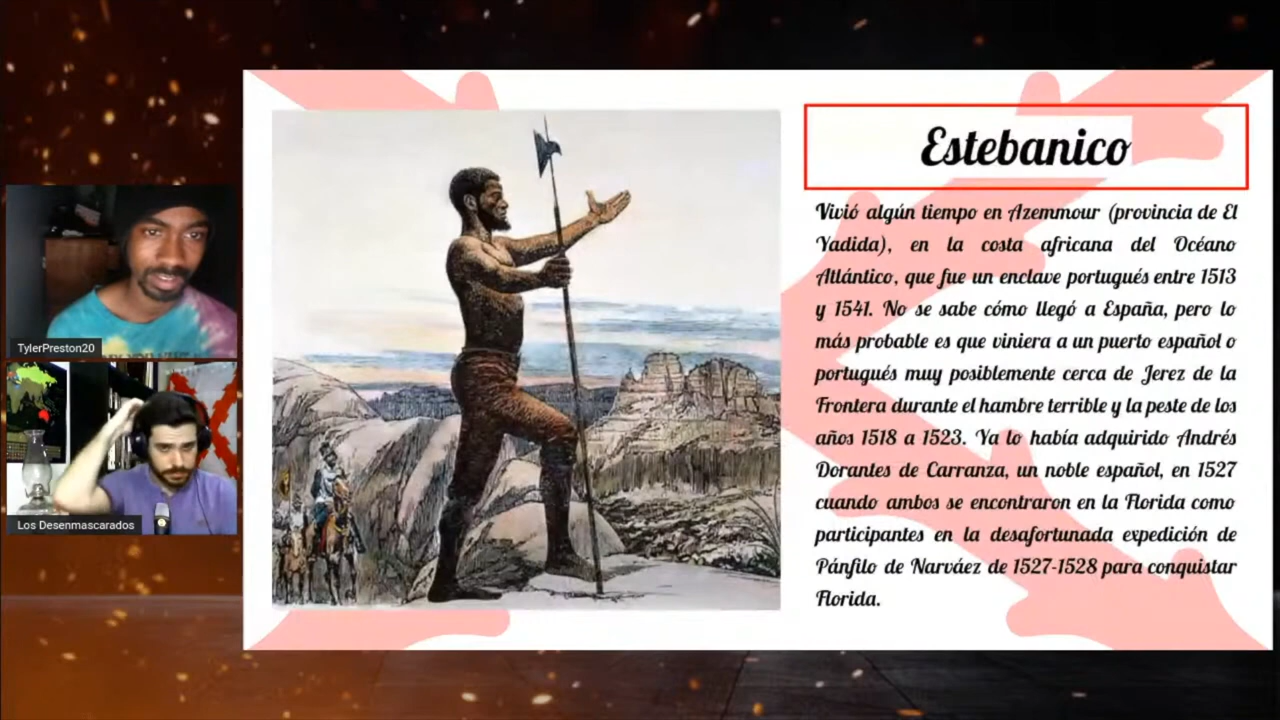 Estebanico
Vivió algún tiempo en Azemmour (provincia de El
Yadida), en la costa africana del Océano
Atlántico, que fue un enclave portugués entre 1513
y 1541. No se sabe cómo llegó a España, pero lo
más probable es que viniera a un puerto español o
portugués muy posiblemente cerca de Jerez de la
Frontera durante el hambre terrible y la peste de los
años 1518 a 1523. Ya lo había adquirido Andrés
Dorantes de Carranza, un noble español, en 1527
cuando ambos se encontraron en la Florida como
participantes en la desafortunada expedición de
Pánfilo de Narváez de 1527-1528 para conquistar
Florida.
TylerPreston20
Los Desenmascarados